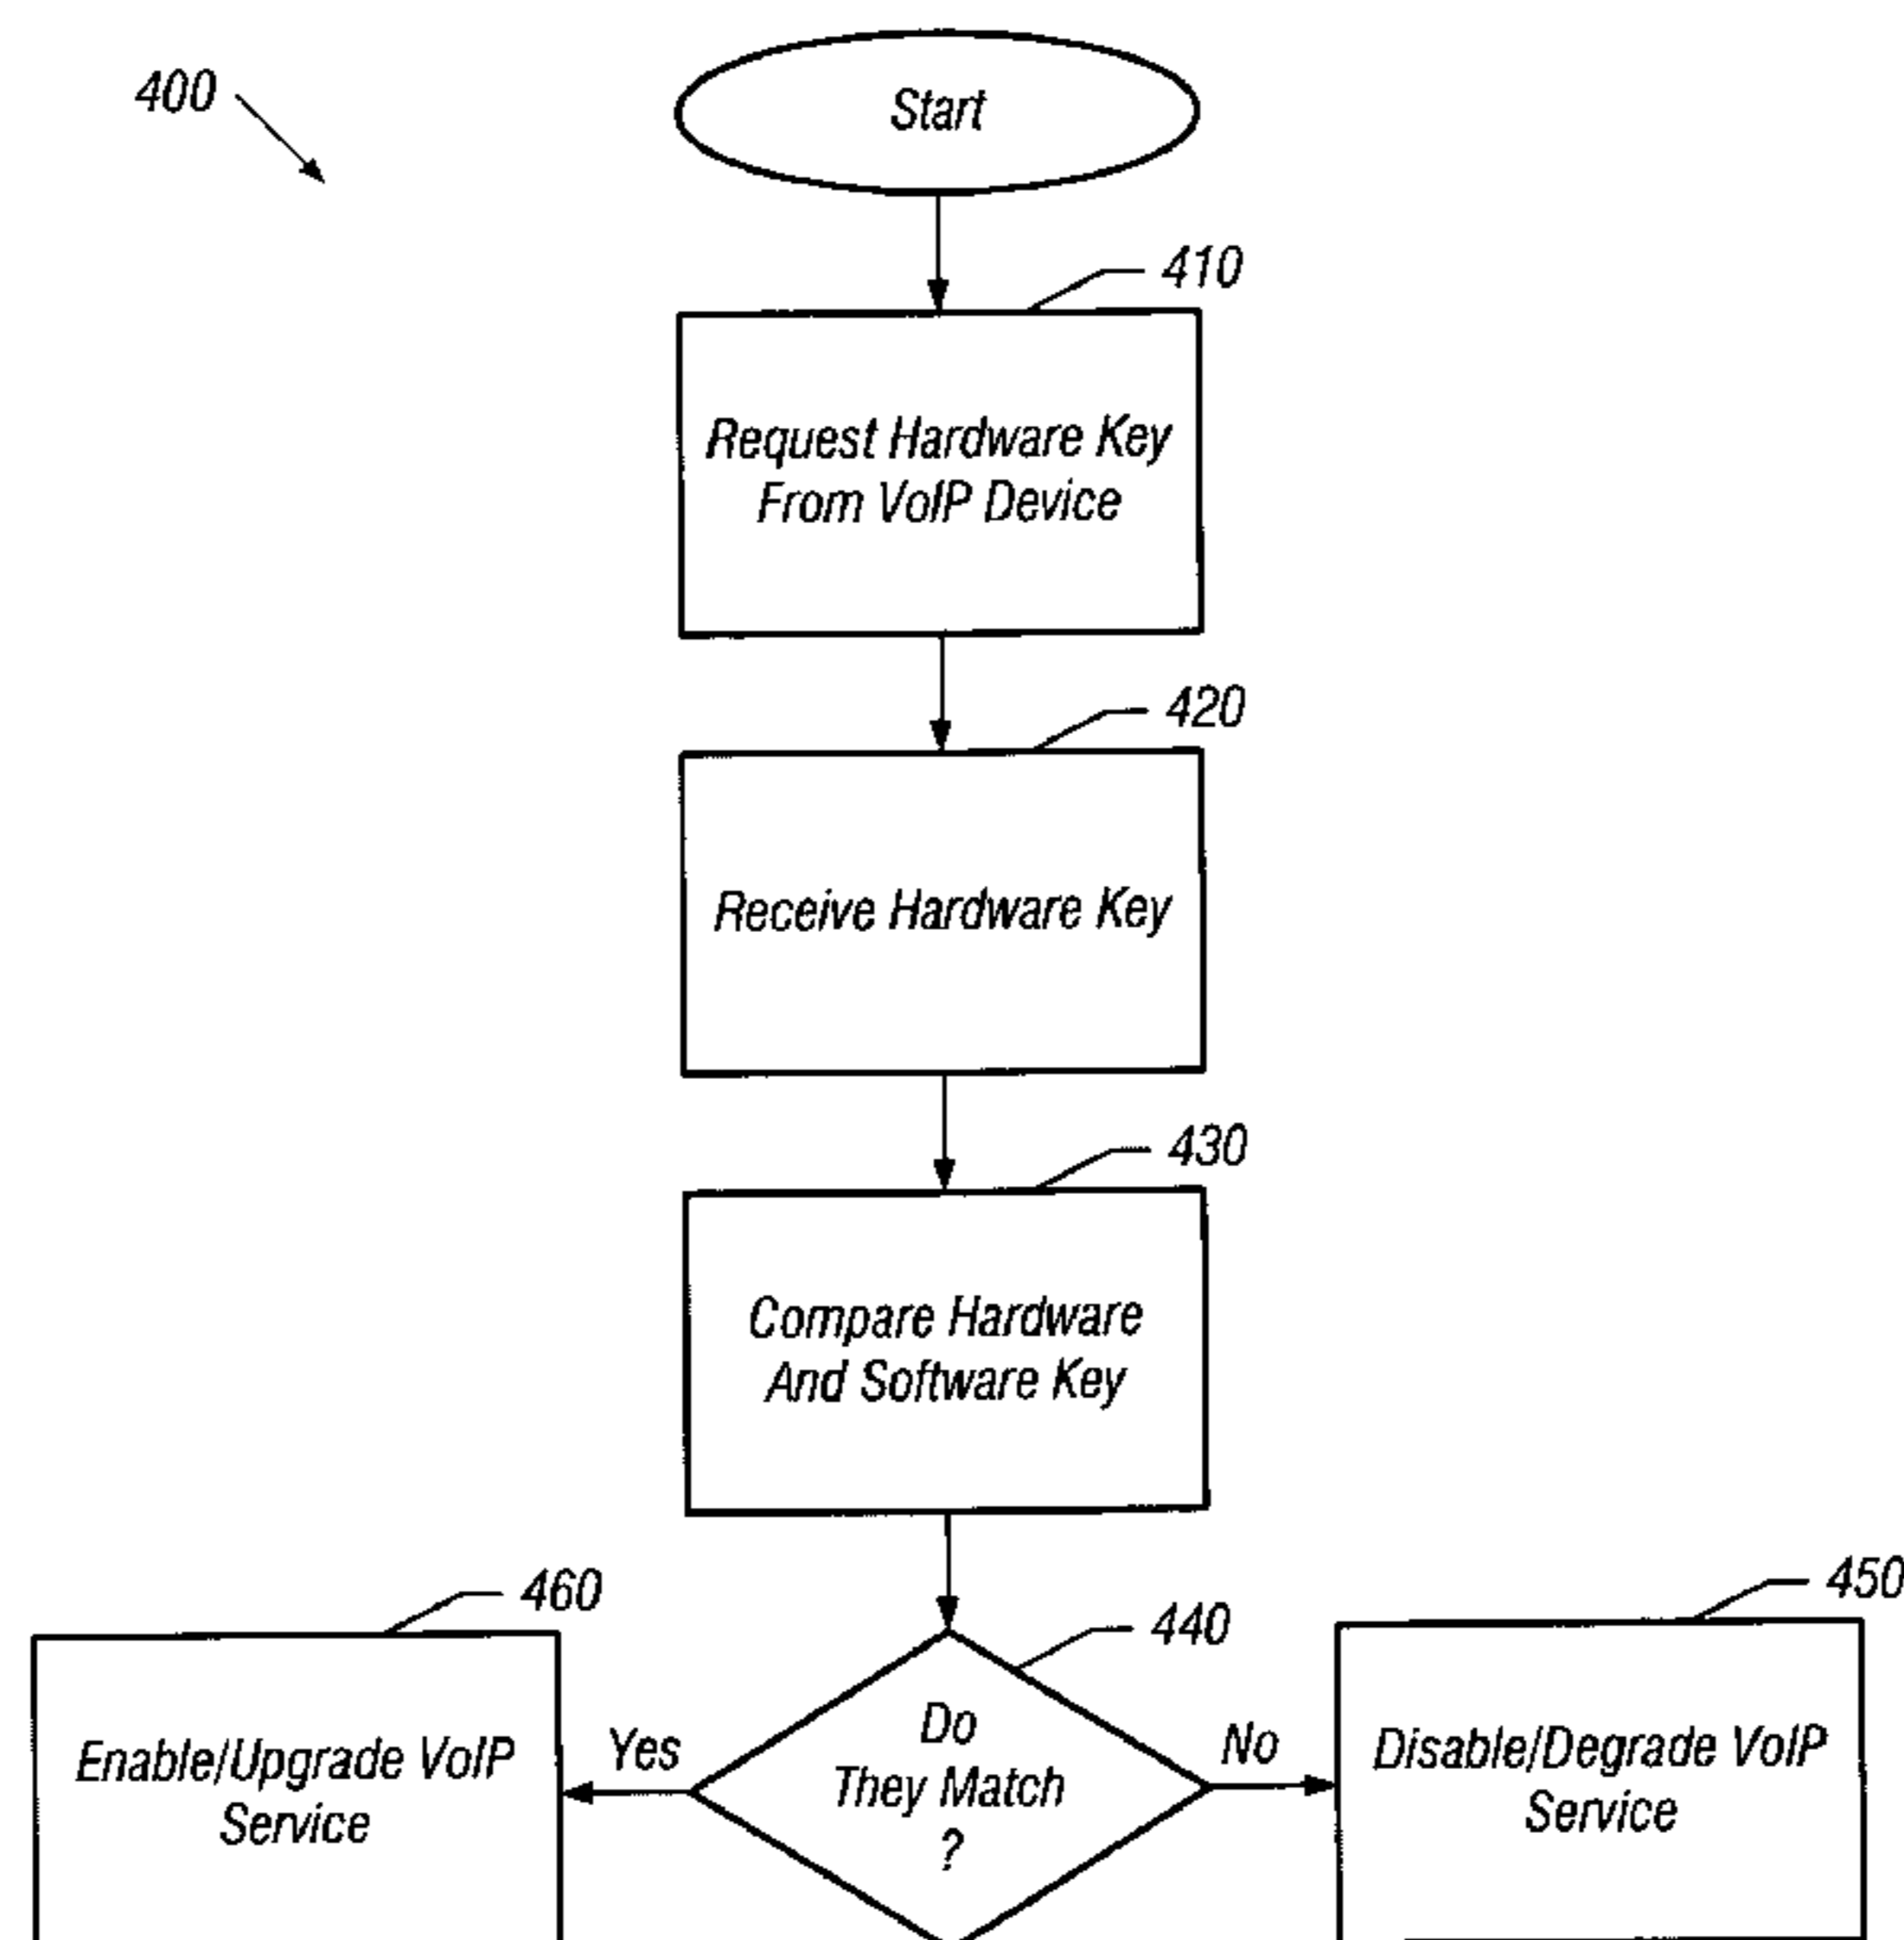 400
Start
410
Request Hardware Key
From VoIP Device
420
Receive Hardware Key
430
Compare Hardware
And Software Key
440
Do
They Match
?
Yes
No
460
Enable/Upgrade VoIP
Service
450
Disable/Degrade VoIP
Service